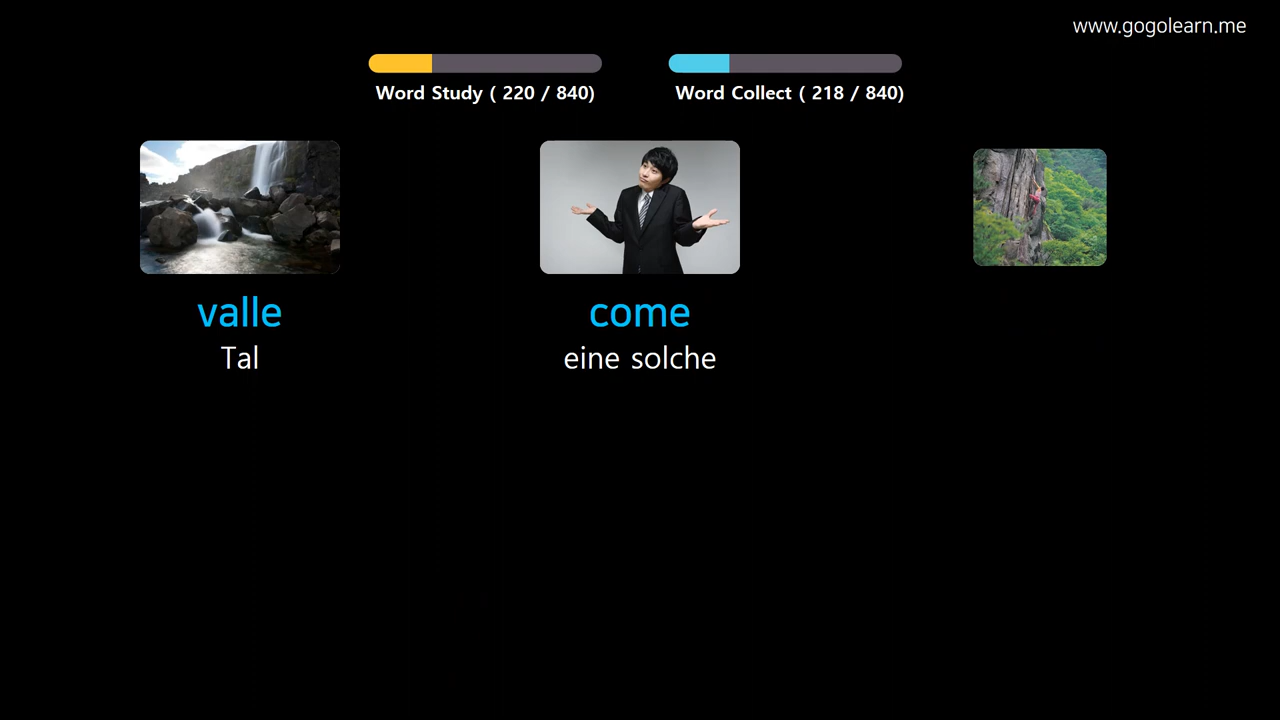 www.gogolearn.me
Word Study ( 220 / 840)
Word Collect ( 218 / 840)
valle
Tal
come
eine solche